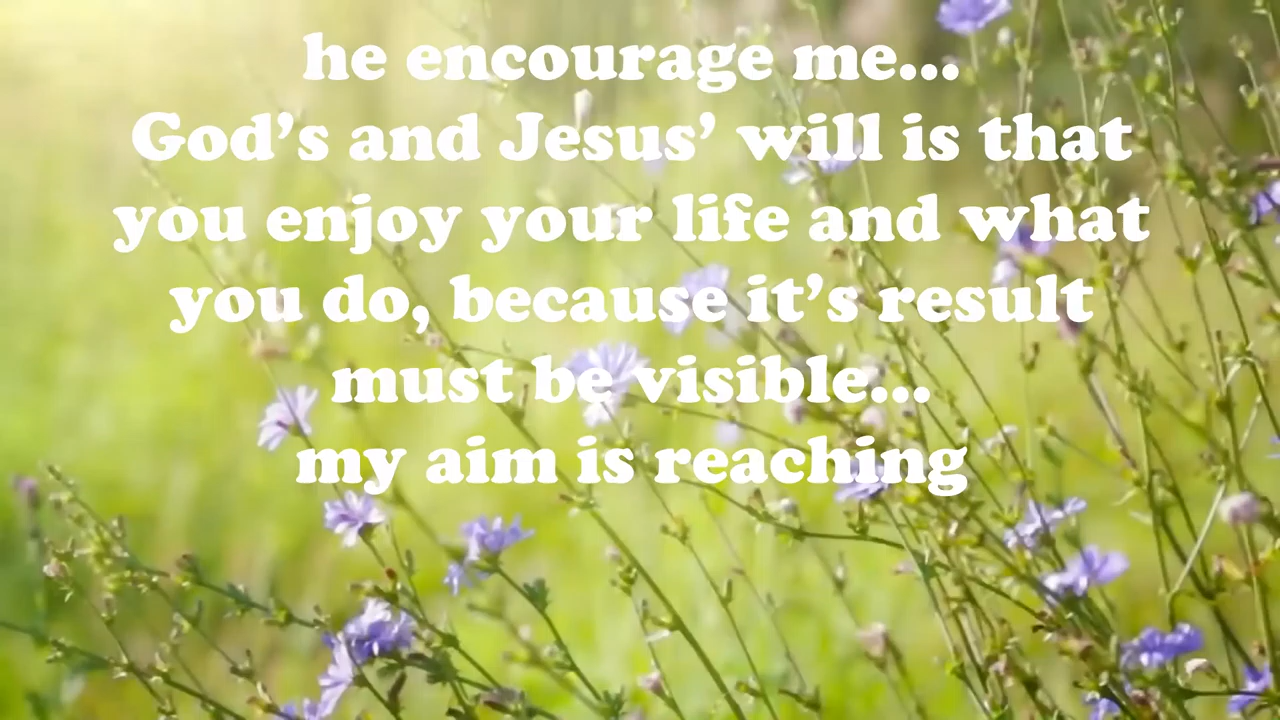 he encourage me...
God’s and Jesus’ will is that
you enjoy your life and what
you do, because it’s result
must be visible...
my aim is reaching